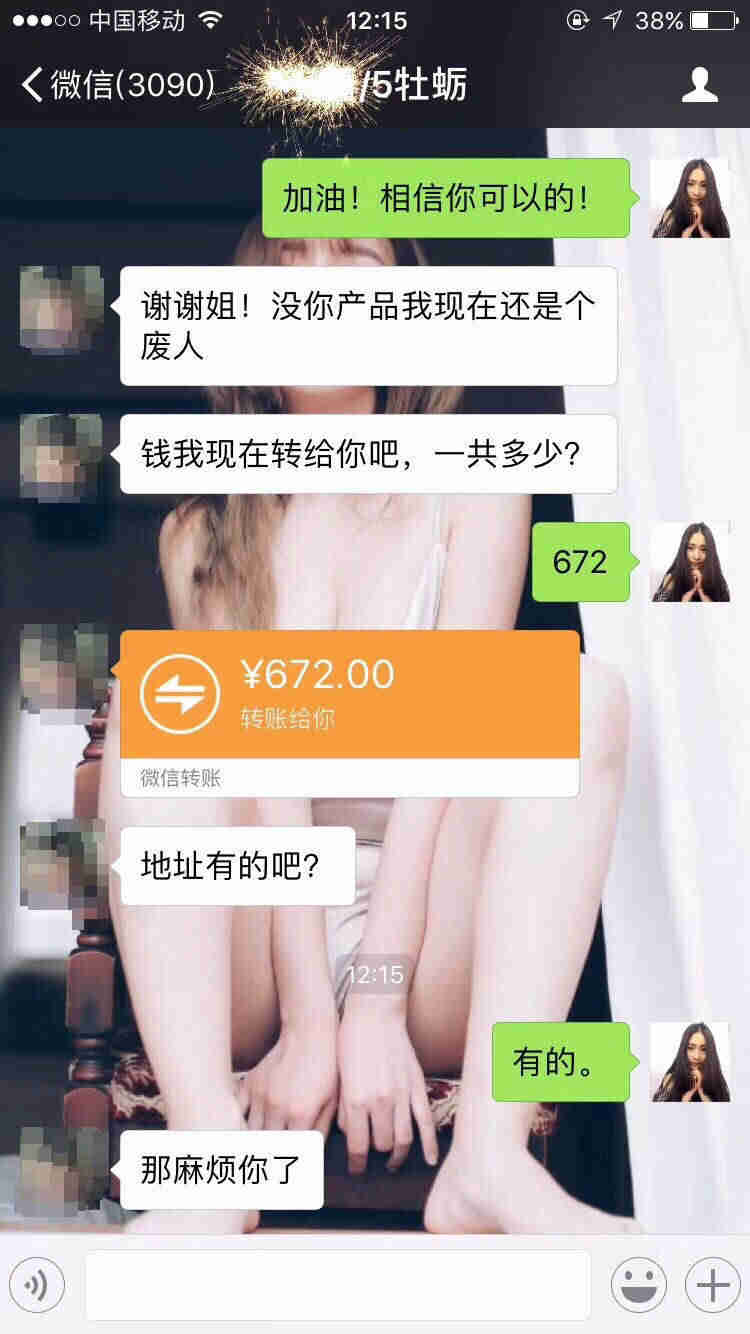 中国移动 12:15 38%
微信(3090) /5牡蛎
加油！相信你可以的！
谢谢姐！没你产品我现在还是个
废人
钱我现在转给你吧，一共多少？
672
¥672.00
转账给你
微信转账
地址有的吧？
12:15
有的。
那麻烦你了